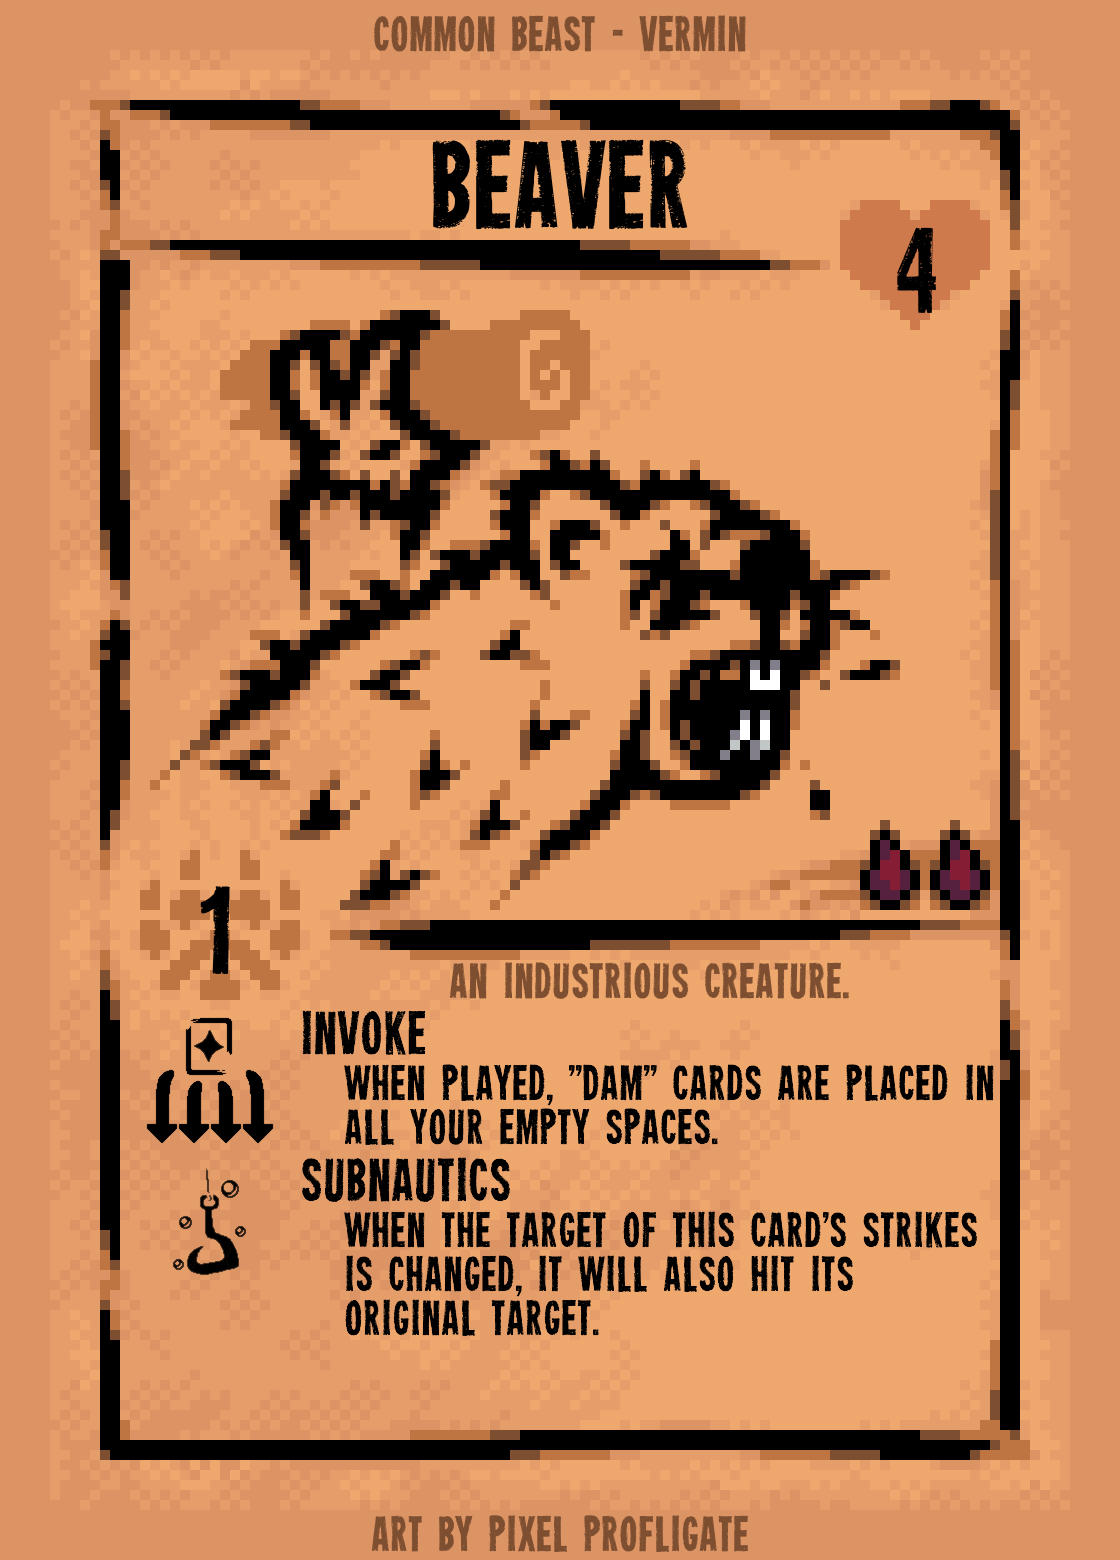 COMMON BEAST - VERMIN
BEAVER
4
1
AN INDUSTRIOUS CREATURE.
INVOKE
WHEN PLAYED, "DAM" CARDS ARE PLACED IN
ALL YOUR EMPTY SPACES.
SUBNAUTICS
WHEN THE TARGET OF THIS CARD'S STRIKES
IS CHANGED, IT WILL ALSO HIT ITS
ORIGINAL TARGET.
ART BY PIXEL PROFLIGATE